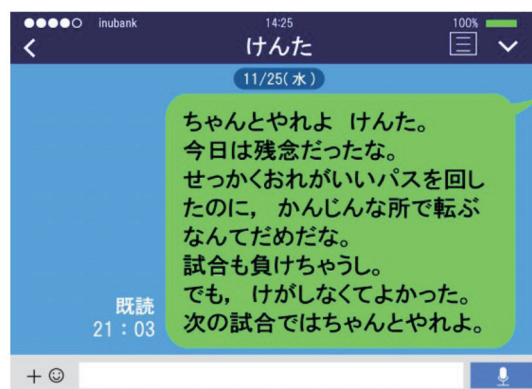 inubank 14:25 100%
けんた
11/25(水)
ちゃんとやれよ けんた。
今日は残念だったな。
せっかくおれがいいパスを回し
たのに，かんじんな所で転ぶ
なんてだめだな。
試合も負けちゃうし。
でも，けがしなくてよかった。
次の試合ではちゃんとやれよ。
既読
21：03